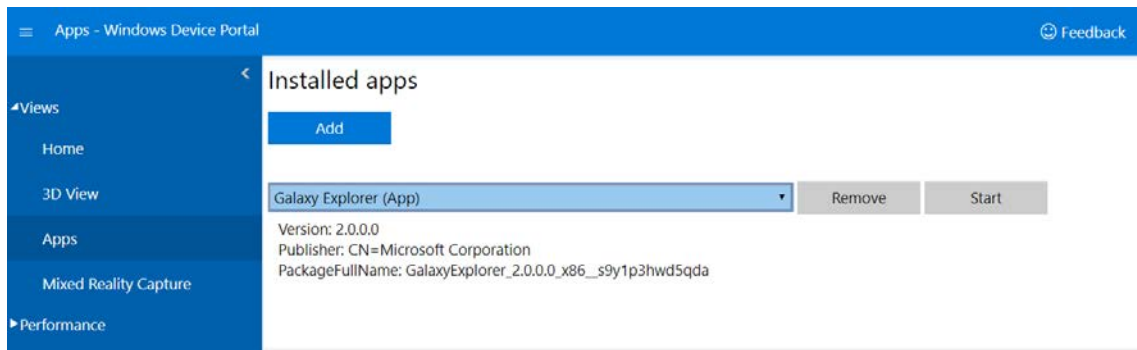 Apps - Windows Device Portal
Feedback
Views
Home
3D View
Apps
Mixed Reality Capture
Performance
Installed apps
Add
Galaxy Explorer (App)
Remove
Start
Version: 2.0.0.0
Publisher: CN=Microsoft Corporation
PackageFullName: GalaxyExplorer_2.0.0.0_x86__s9y1p3hwd5qda